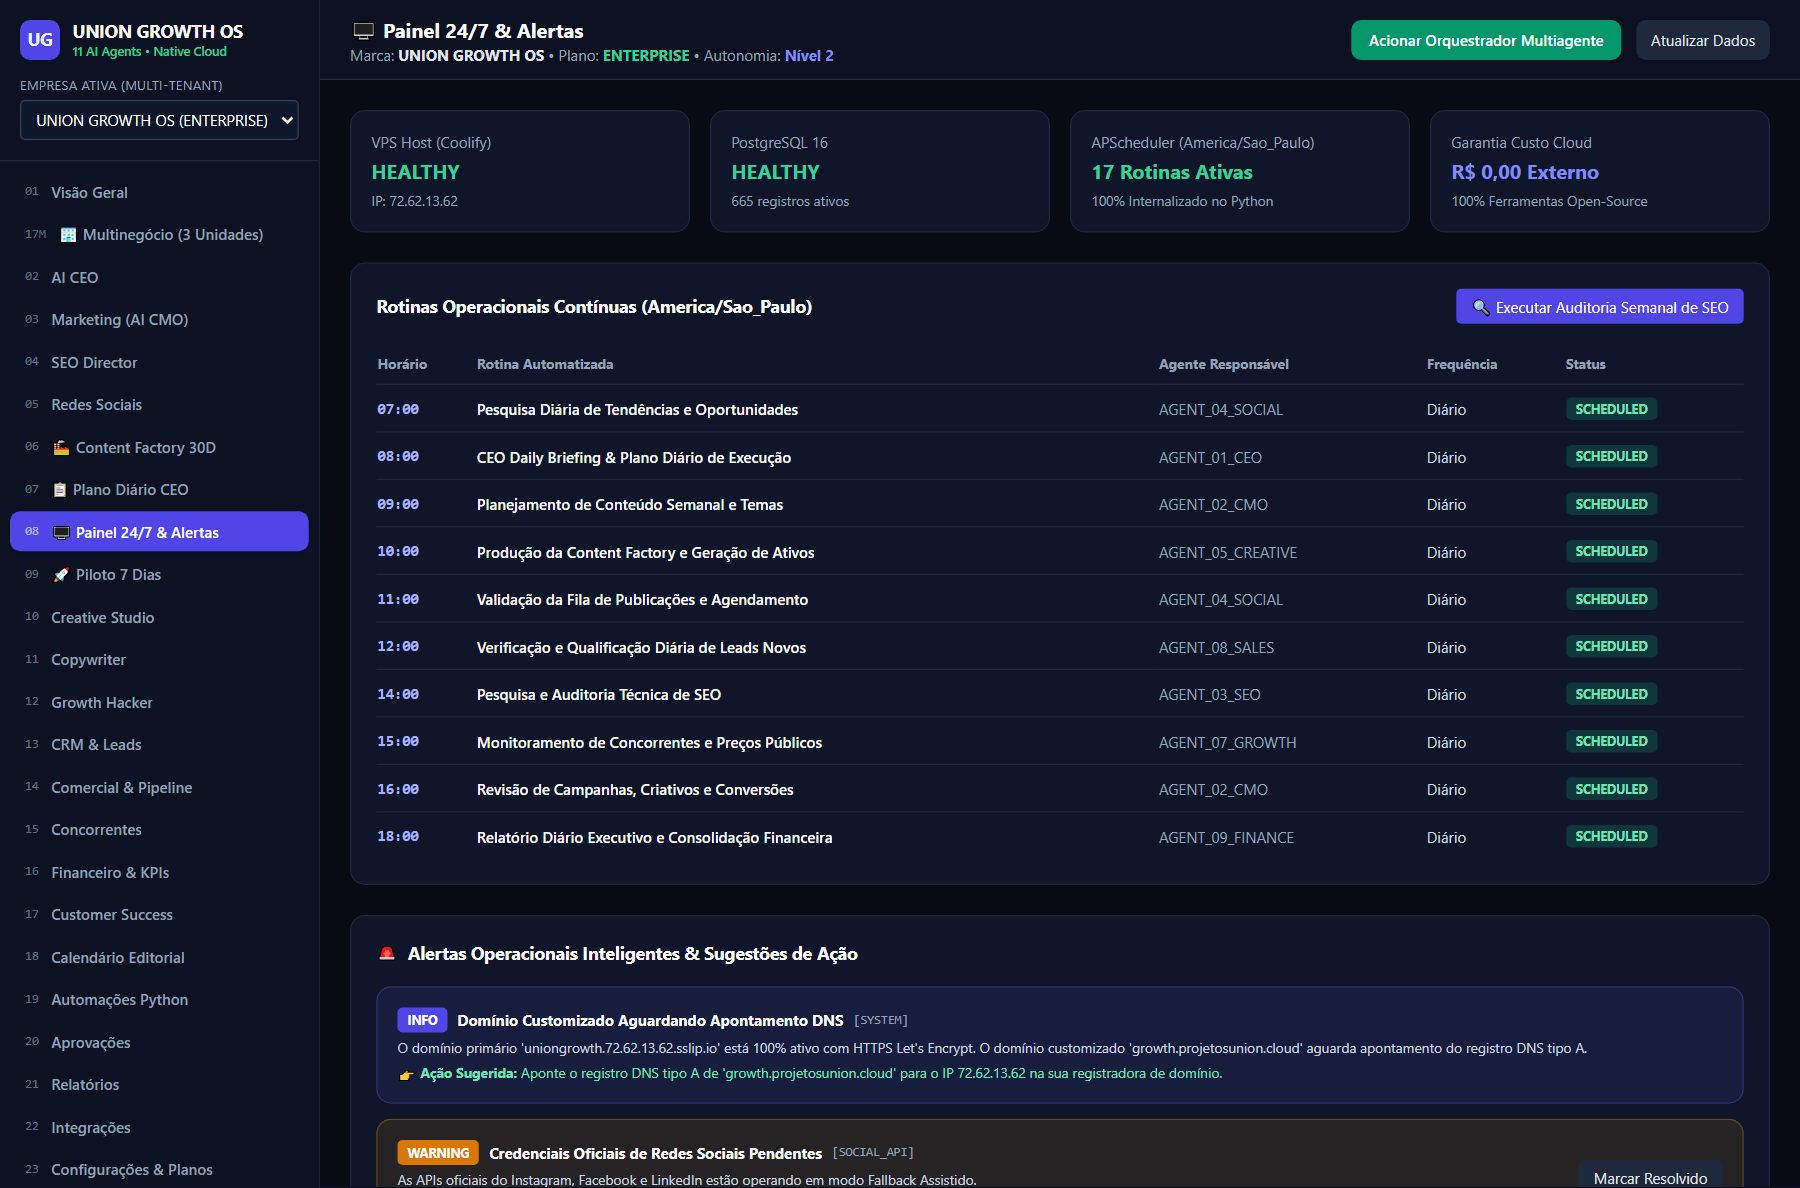 UG
UNION GROWTH OS
11 AI Agents • Native Cloud
EMPRESA ATIVA (MULTI-TENANT)
UNION GROWTH OS (ENTERPRISE)
01 Visão Geral
17M Multinegócio (3 Unidades)
02 AI CEO
03 Marketing (AI CMO)
04 SEO Director
05 Redes Sociais
06 Content Factory 30D
07 Plano Diário CEO
08 Painel 24/7 & Alertas
09 Piloto 7 Dias
10 Creative Studio
11 Copywriter
12 Growth Hacker
13 CRM & Leads
14 Comercial & Pipeline
15 Concorrentes
16 Financeiro & KPIs
17 Customer Success
18 Calendário Editorial
19 Automações Python
20 Aprovações
21 Relatórios
22 Integrações
23 Configurações & Planos
Painel 24/7 & Alertas
Marca: UNION GROWTH OS • Plano: ENTERPRISE • Autonomia: Nível 2
Acionar Orquestrador Multiagente
Atualizar Dados
VPS Host (Coolify)
HEALTHY
IP: 72.62.13.62
PostgreSQL 16
HEALTHY
665 registros ativos
APScheduler (America/Sao_Paulo)
17 Rotinas Ativas
100% Internalizado no Python
Garantia Custo Cloud
R$ 0,00 Externo
100% Ferramentas Open-Source
Rotinas Operacionais Contínuas (America/Sao_Paulo)
Executar Auditoria Semanal de SEO
Horário Rotina Automatizada Agente Responsável Frequência Status
07:00 Pesquisa Diária de Tendências e Oportunidades AGENT_04_SOCIAL Diário SCHEDULED
08:00 CEO Daily Briefing & Plano Diário de Execução AGENT_01_CEO Diário SCHEDULED
09:00 Planejamento de Conteúdo Semanal e Temas AGENT_02_CMO Diário SCHEDULED
10:00 Produção da Content Factory e Geração de Ativos AGENT_05_CREATIVE Diário SCHEDULED
11:00 Validação da Fila de Publicações e Agendamento AGENT_04_SOCIAL Diário SCHEDULED
12:00 Verificação e Qualificação Diária de Leads Novos AGENT_08_SALES Diário SCHEDULED
14:00 Pesquisa e Auditoria Técnica de SEO AGENT_03_SEO Diário SCHEDULED
15:00 Monitoramento de Concorrentes e Preços Públicos AGENT_07_GROWTH Diário SCHEDULED
16:00 Revisão de Campanhas, Criativos e Conversões AGENT_02_CMO Diário SCHEDULED
18:00 Relatório Diário Executivo e Consolidação Financeira AGENT_09_FINANCE Diário SCHEDULED
Alertas Operacionais Inteligentes & Sugestões de Ação
INFO Domínio Customizado Aguardando Apontamento DNS [SYSTEM]
O domínio primário 'uniongrowth.72.62.13.62.sslip.io' está 100% ativo com HTTPS Let's Encrypt. O domínio customizado 'growth.projetosunion.cloud' aguarda apontamento do registro DNS tipo A.
Ação Sugerida: Aponte o registro DNS tipo A de 'growth.projetosunion.cloud' para o IP 72.62.13.62 na sua registradora de domínio.
WARNING Credenciais Oficiais de Redes Sociais Pendentes [SOCIAL_API]
As APIs oficiais do Instagram, Facebook e LinkedIn estão operando em modo Fallback Assistido.
Marcar Resolvido